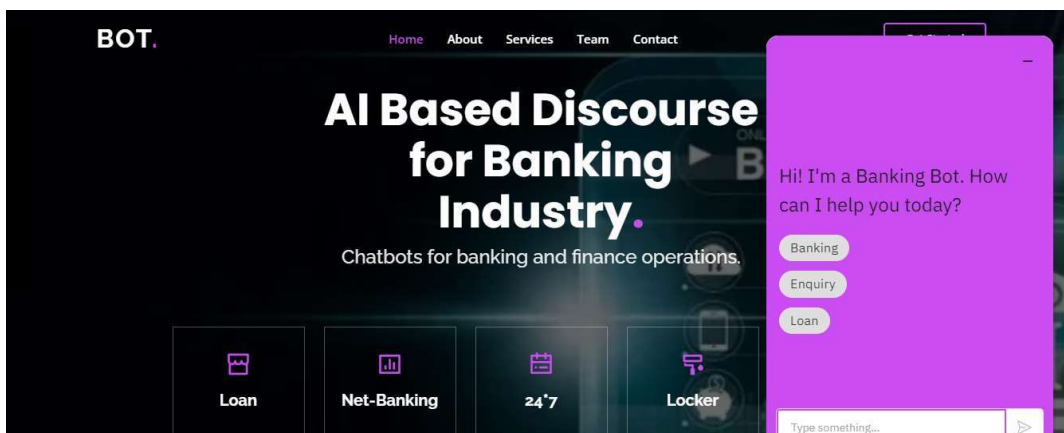 BOT.
Home About Services Team Contact
AI Based Discourse
for Banking
Industry.
Chatbots for banking and finance operations.
Loan
Net-Banking
24*7
Locker
Hi! I'm a Banking Bot. How
can I help you today?
Banking
Enquiry
Loan
Type something...